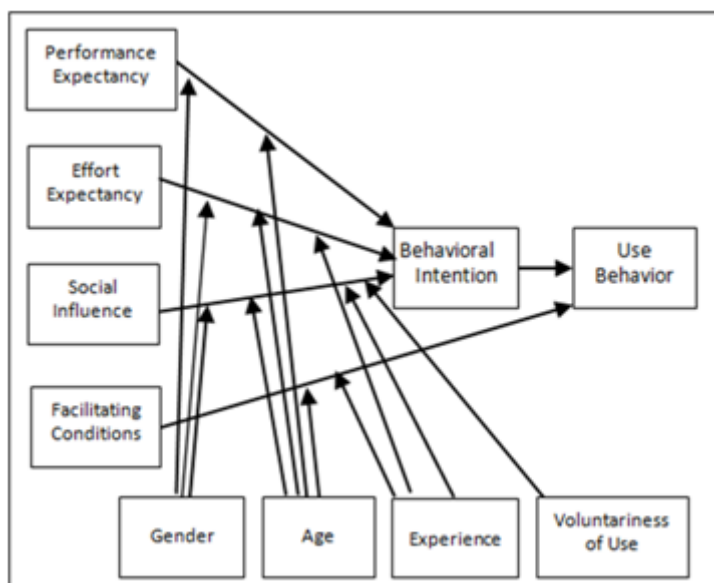 Performance
Expectancy
Effort
Expectancy
Social
Influence
Facilitating
Conditions
Behavioral
Intention
Use
Behavior
Gender
Age
Experience
Voluntariness
of Use